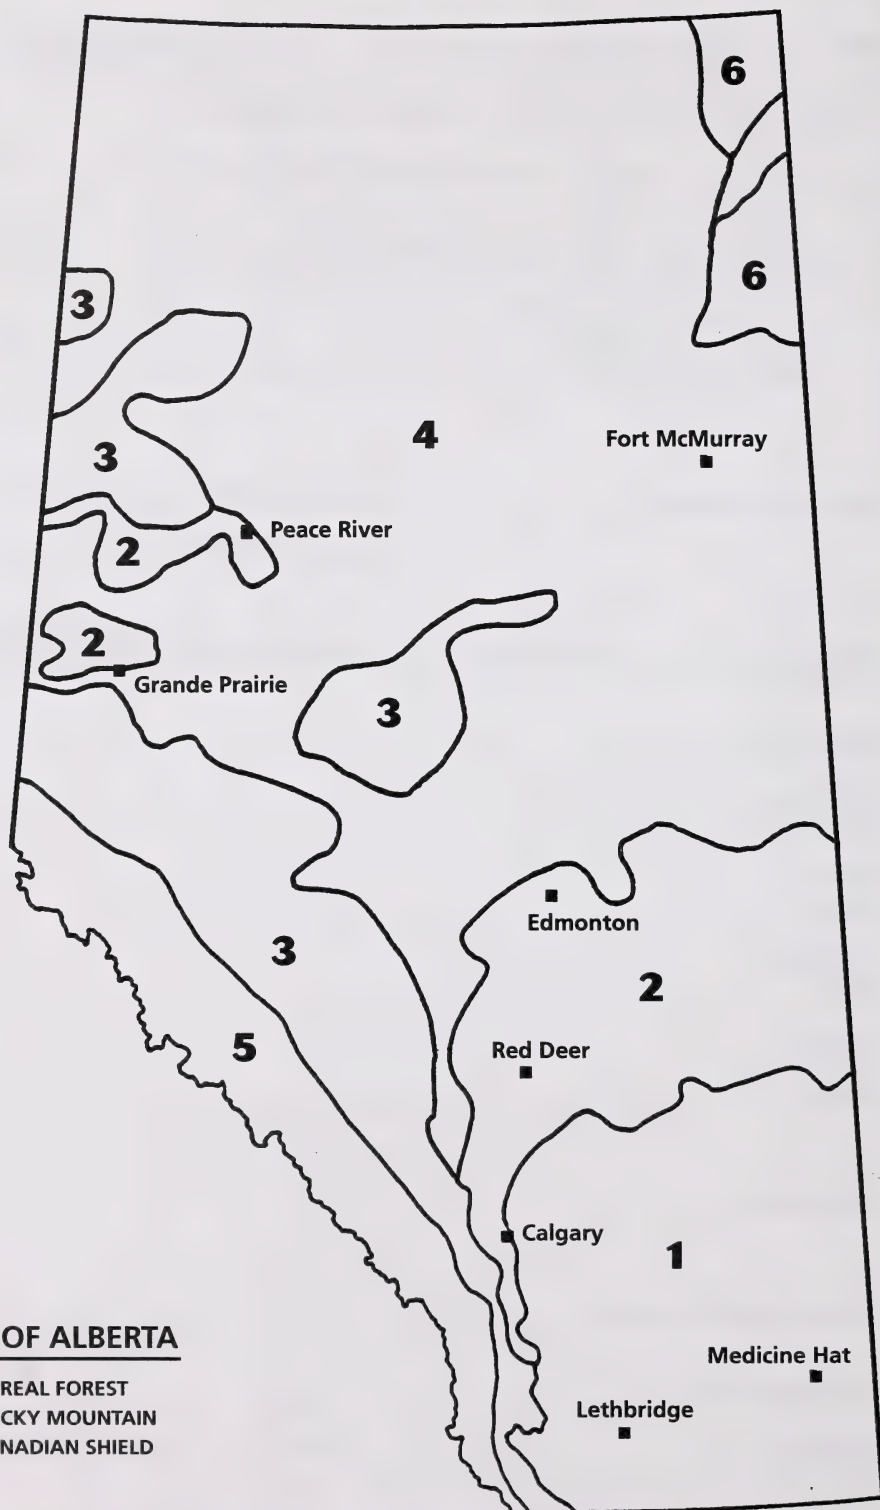 6
6
3
4
Fort McMurray
3
Peace River
2
2
Grande Prairie
3
Edmonton
3
2
5
Red Deer
Calgary
1
OF ALBERTA
Medicine Hat
REAL FOREST
Lethbridge
CKY MOUNTAIN
NADIAN SHIELD